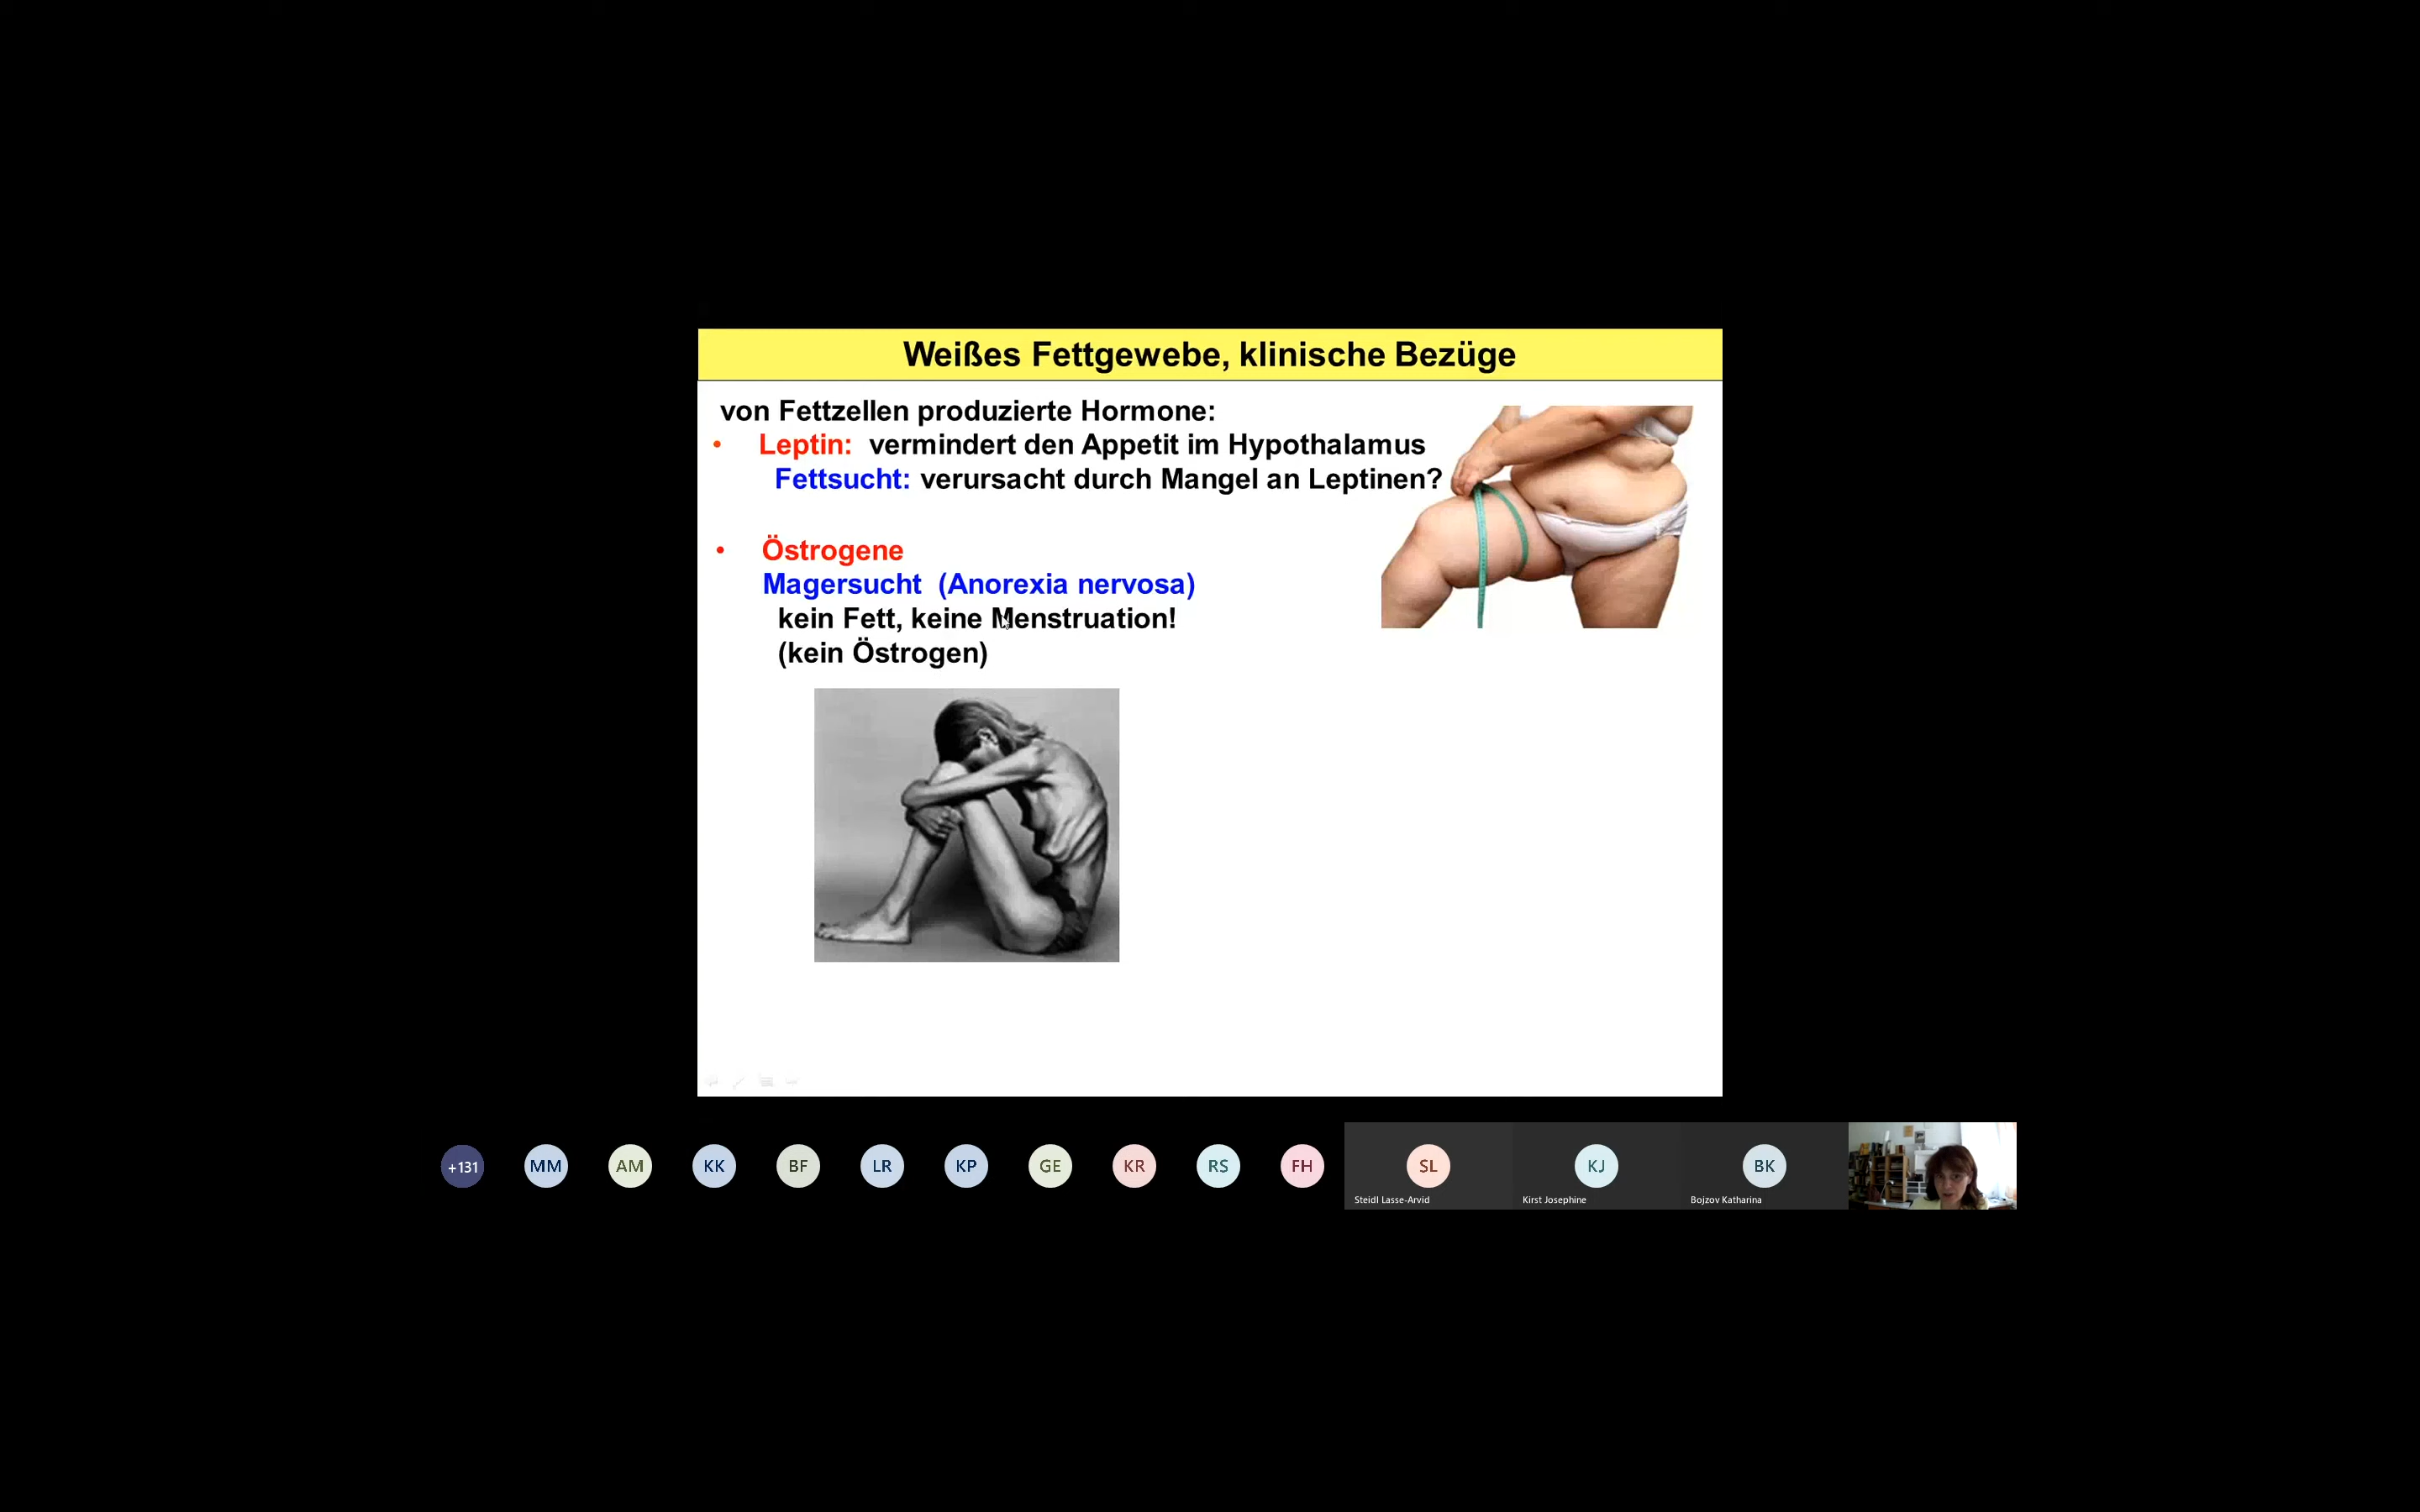 Weißes Fettgewebe, klinische Bezüge
von Fettzellen produzierte Hormone:
• Leptin: vermindert den Appetit im Hypothalamus
Fettsucht: verursacht durch Mangel an Leptinen?
• Östrogene
Magersucht (Anorexia nervosa)
kein Fett, keine Menstruation!
(kein Östrogen)
+131 MM AM KK BF LR KP GE KR RS FH SL KJ BK
Steidl Lasse-Arvid Kirst Josephine Bojzov Katharina